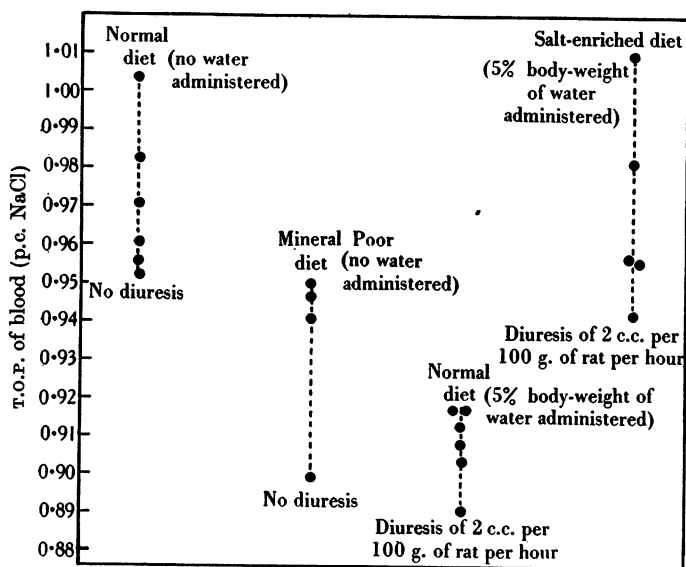 T.O.P. of blood (p.c. NaCl)
1·01
1·00
0·99
0·98
0·97
0·96
0·95
0·94
0·93
0·92
0·91
0·90
0·89
0·88
Normal
diet (no water
administered)
No diuresis
Mineral Poor
diet (no water
administered)
No diuresis
Normal
diet (5% body-weight of
water administered)
Diuresis of 2 c.c. per
100 g. of rat per hour
Salt-enriched diet
(5% body-weight
of water
administered)
Diuresis of 2 c.c. per
100 g. of rat per hour